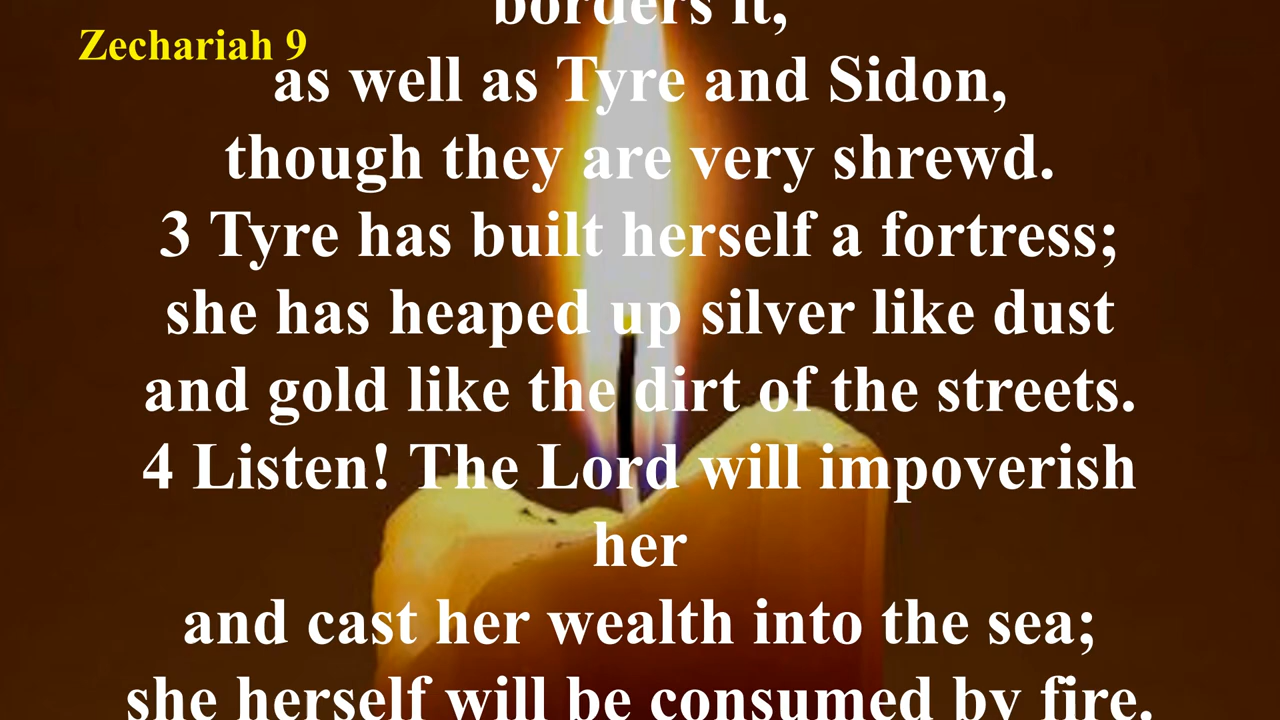 borders it,
Zechariah 9
as well as Tyre and Sidon,
though they are very shrewd.
3 Tyre has built herself a fortress;
she has heaped up silver like dust
and gold like the dirt of the streets.
4 Listen! The Lord will impoverish
her
and cast her wealth into the sea;
she herself will be consumed by fire.